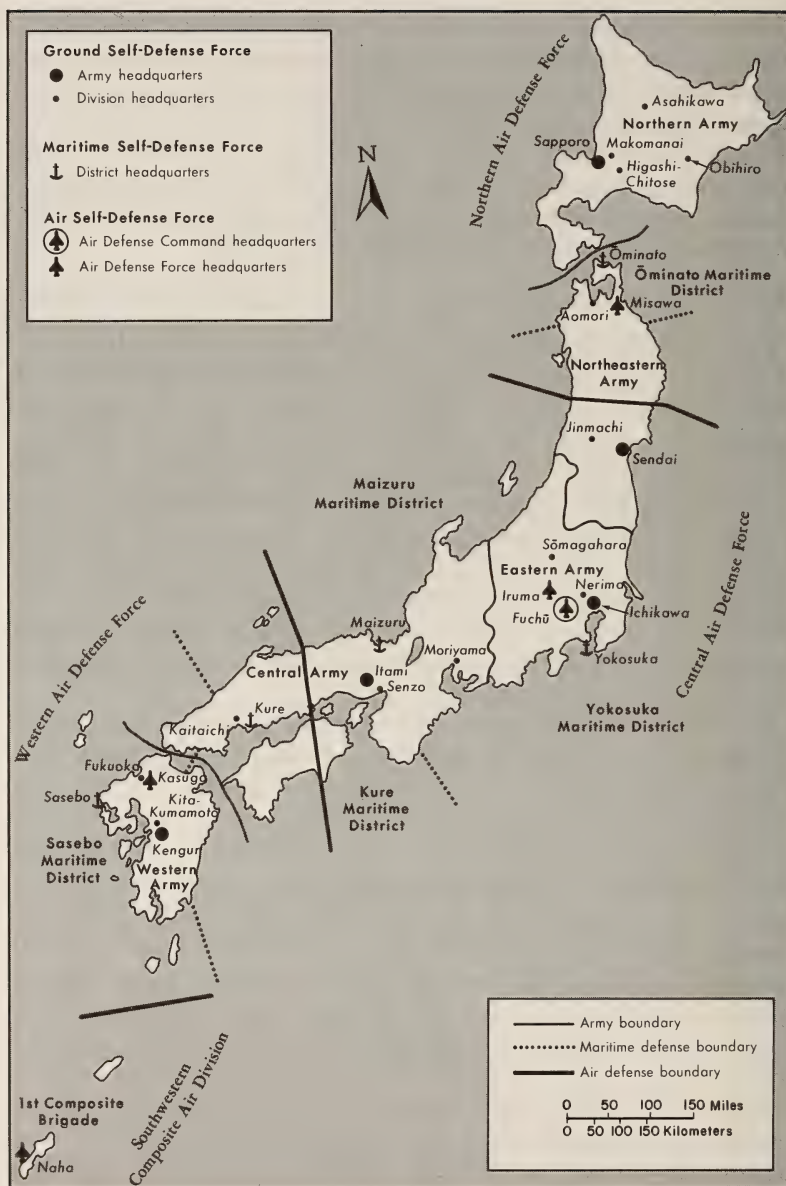 Ground Self-Defense Force
Army headquarters
Division headquarters
Maritime Self-Defense Force
District headquarters
Air Self-Defense Force
Air Defense Command headquarters
Air Defense Force headquarters
N
Northern Air Defense Force
Asahikawa
Northern Army
Sapporo
Makomanai
Higashi-
Chitose
Obihiro
Ōminato
Ōminato Maritime
District
Misawa
Aomori
Northeastern
Army
Jinmachi
Sendai
Maizuru
Maritime District
Sōmagahara
Eastern Army
Nerima
Iruma
Fuchū
Ichikawa
Central Air Defense Force
Yokosuka
Yokosuka
Maritime District
Western Air Defense Force
Maizuru
Moriyama
Central Army
Itami
Senzo
Kure
Kaitaichi
Kure
Maritime
District
Fukuoka
Kasuga
Sasebo
Kita-
Kumamoto
Kengun
Sasebo
Maritime
District
Western
Army
Southwestern
Composite Air Division
1st Composite
Brigade
Naha
Army boundary
Maritime defense boundary
Air defense boundary
0 50 100 150 Miles
0 50 100 150 Kilometers